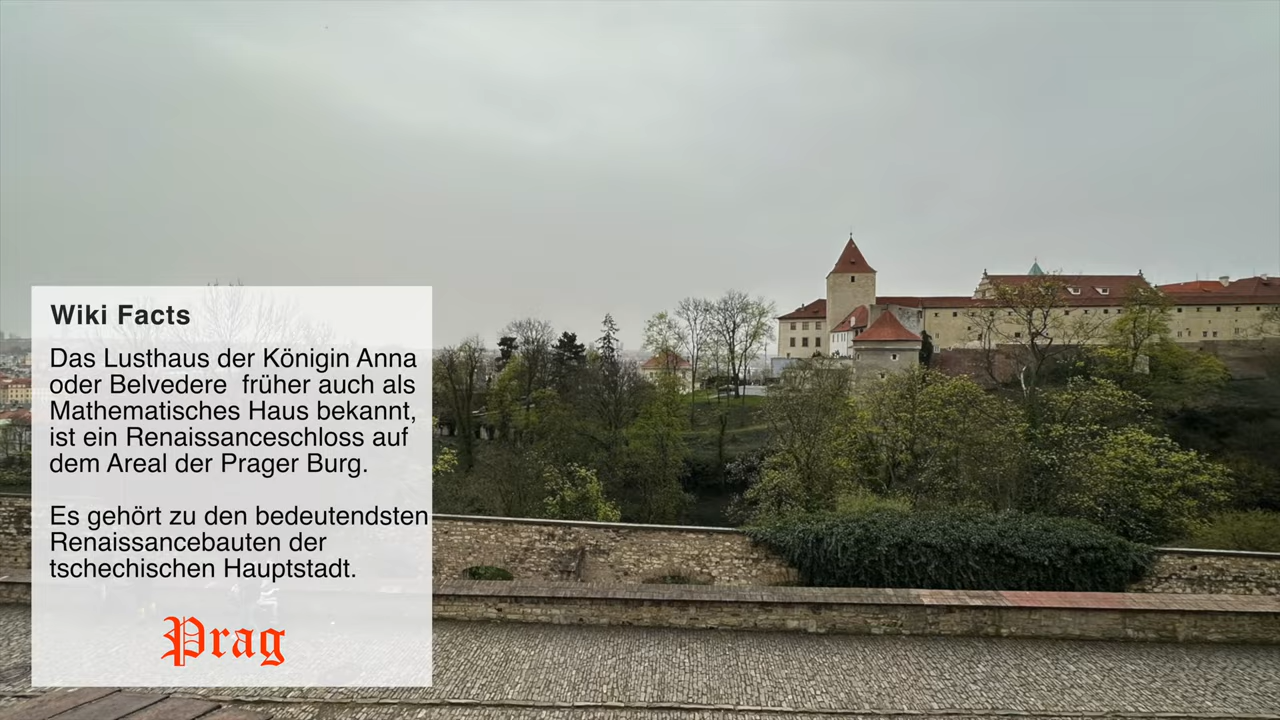 Wiki Facts
Das Lusthaus der Königin Anna
oder Belvedere  früher auch als
Mathematisches Haus bekannt,
ist ein Renaissanceschloss auf
dem Areal der Prager Burg.
Es gehört zu den bedeutendsten
Renaissancebauten der
tschechischen Hauptstadt.
Prag